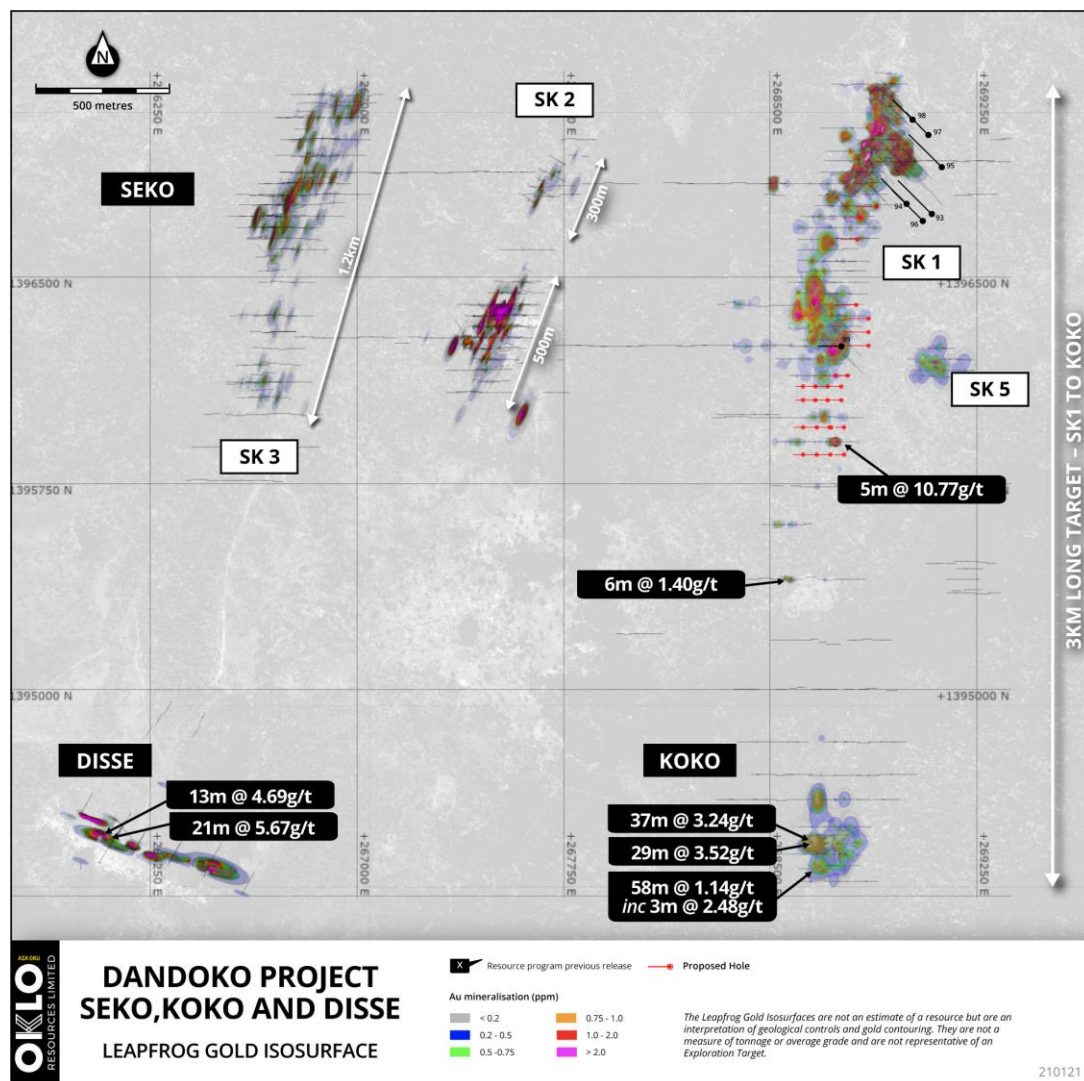 N
500 metres
+266250 E
+268500 E
+269250 E
SK 2
SEKO
98
97
95
94
93
96
300m
1.2km
SK 1
1396500 N
+1396500 N
500m
99
SK 5
SK 3
5m @ 10.77g/t
1395750 N
6m @ 1.40g/t
3KM LONG TARGET – SK1 TO KOKO
1395000 N
+1395000 N
DISSE
KOKO
13m @ 4.69g/t
21m @ 5.67g/t
37m @ 3.24g/t
29m @ 3.52g/t
58m @ 1.14g/t
inc 3m @ 2.48g/t
+267000 E
+267750 E
+269250 E
ASX:OKU
OKLO
RESOURCES LIMITED
DANDOKO PROJECT
SEKO,KOKO AND DISSE
LEAPFROG GOLD ISOSURFACE
X
Resource program previous release
Proposed Hole
Au mineralisation (ppm)
< 0.2
0.75 - 1.0
0.2 - 0.5
1.0 - 2.0
0.5 -0.75
> 2.0
The Leapfrog Gold Isosurfaces are not an estimate of a resource but are an
interpretation of geological controls and gold contouring. They are not a
measure of tonnage or average grade and are not representative of an
Exploration Target.
210121